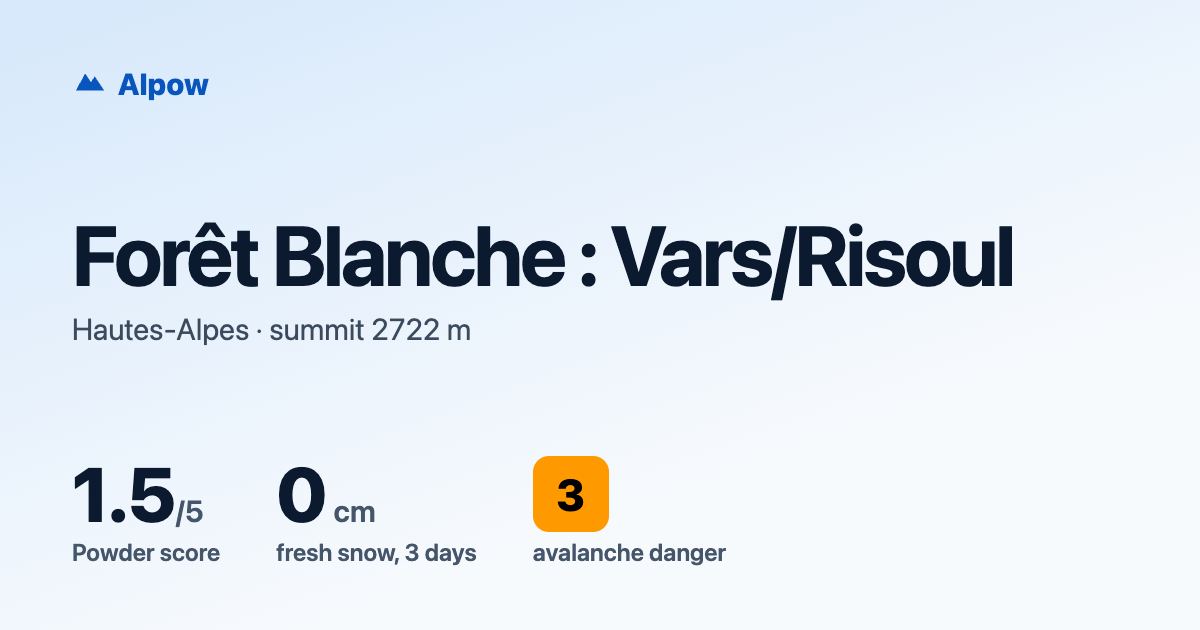 Alpow
Forêt Blanche : Vars/Risoul
Hautes-Alpes · summit 2722 m
1.5/5
Powder score
0 cm
fresh snow, 3 days
3
avalanche danger